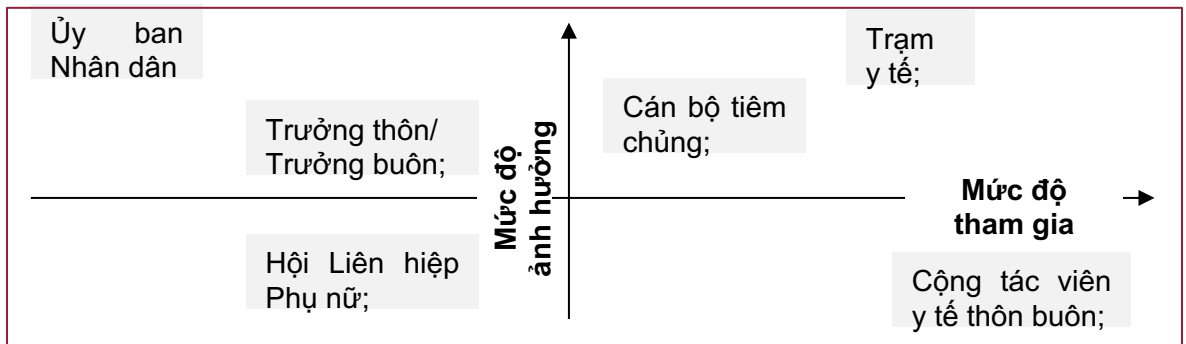 Ủy ban
Nhân dân
Trạm
y tế;
Cán bộ tiêm
chủng;
Trưởng thôn/
Trưởng buôn;
Mức độ
ảnh hưởng
Mức độ
tham gia
Hội Liên hiệp
Phụ nữ;
Cộng tác viên
y tế thôn buôn;